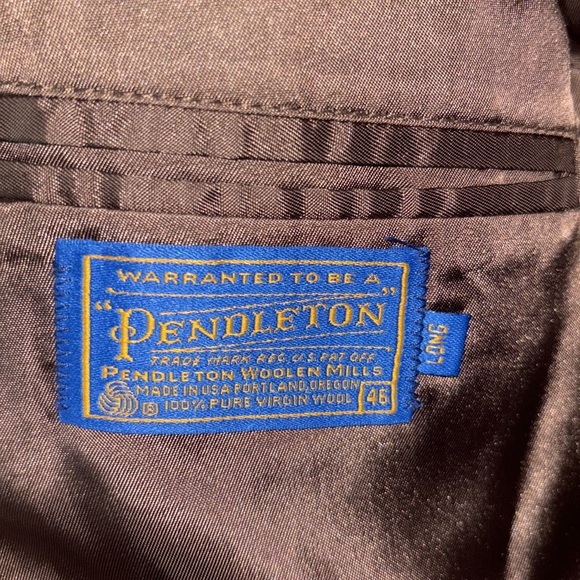 WARRANTED TO BE A
"PENDLETON"
TRADE MARK REG. U.S. PAT OFF.
PENDLETON WOOLEN MILLS
MADE IN USA PORTLAND, OREGON
R 100% PURE VIRGIN WOOL 46
LONG